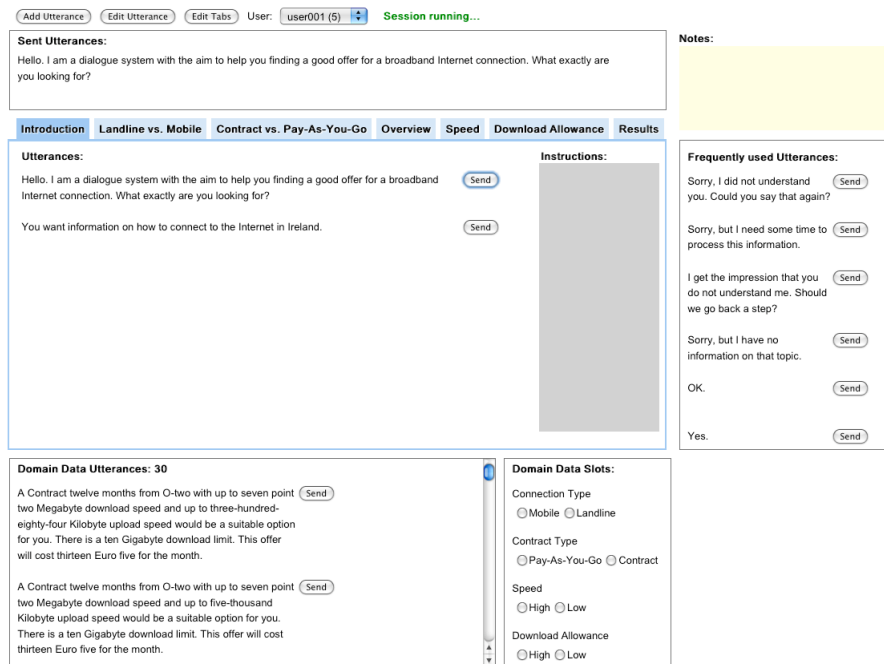 Add Utterance Edit Utterance Edit Tabs User: user001 (5) Session running...
Sent Utterances:
Hello. I am a dialogue system with the aim to help you finding a good offer for a broadband Internet connection. What exactly are
you looking for?
Notes:
Introduction Landline vs. Mobile Contract vs. Pay-As-You-Go Overview Speed Download Allowance Results
Utterances:
Hello. I am a dialogue system with the aim to help you finding a good offer for a broadband Send
Internet connection. What exactly are you looking for?
You want information on how to connect to the Internet in Ireland. Send
Instructions:
Frequently used Utterances:
Sorry, I did not understand Send
you. Could you say that again?
Sorry, but I need some time to Send
process this information.
I get the impression that you Send
do not understand me. Should
we go back a step?
Sorry, but I have no Send
information on that topic.
OK. Send
Yes. Send
Domain Data Utterances: 30
A Contract twelve months from O-two with up to seven point Send
two Megabyte download speed and up to three-hundred-
eighty-four Kilobyte upload speed would be a suitable option
for you. There is a ten Gigabyte download limit. This offer
will cost thirteen Euro five for the month.
A Contract twelve months from O-two with up to seven point Send
two Megabyte download speed and up to five-thousand
Kilobyte upload speed would be a suitable option for you.
There is a ten Gigabyte download limit. This offer will cost
thirteen Euro five for the month.
Domain Data Slots:
Connection Type
Mobile Landline
Contract Type
Pay-As-You-Go Contract
Speed
High Low
Download Allowance
High Low